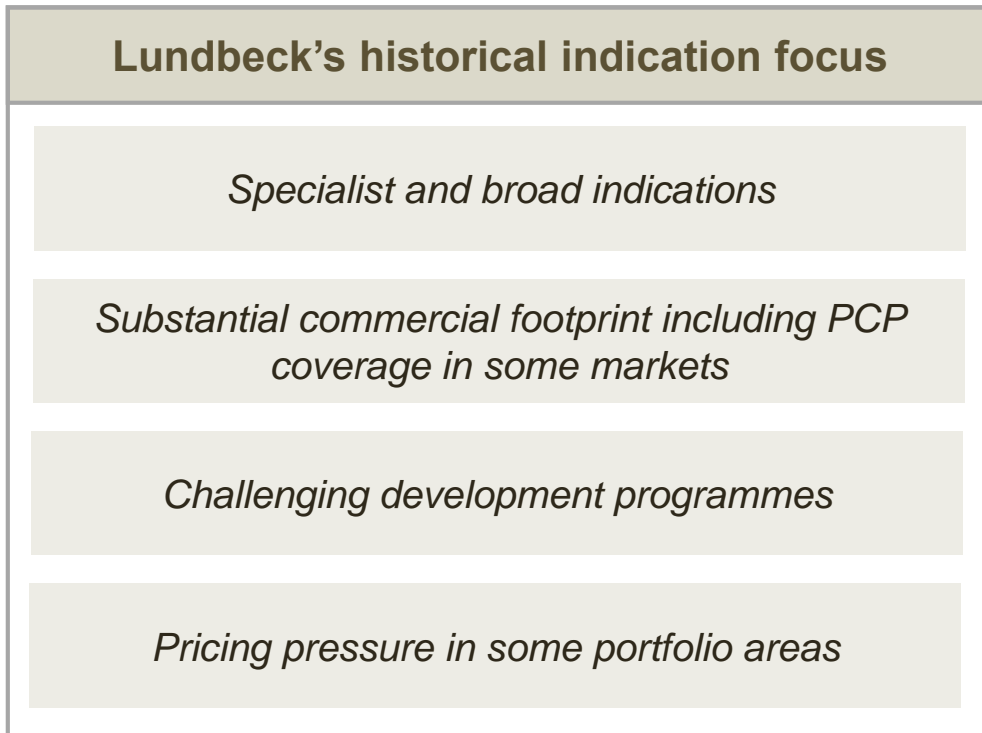 Lundbeck’s historical indication focus
Specialist and broad indications
Substantial commercial footprint including PCP
coverage in some markets
Challenging development programmes
Pricing pressure in some portfolio areas